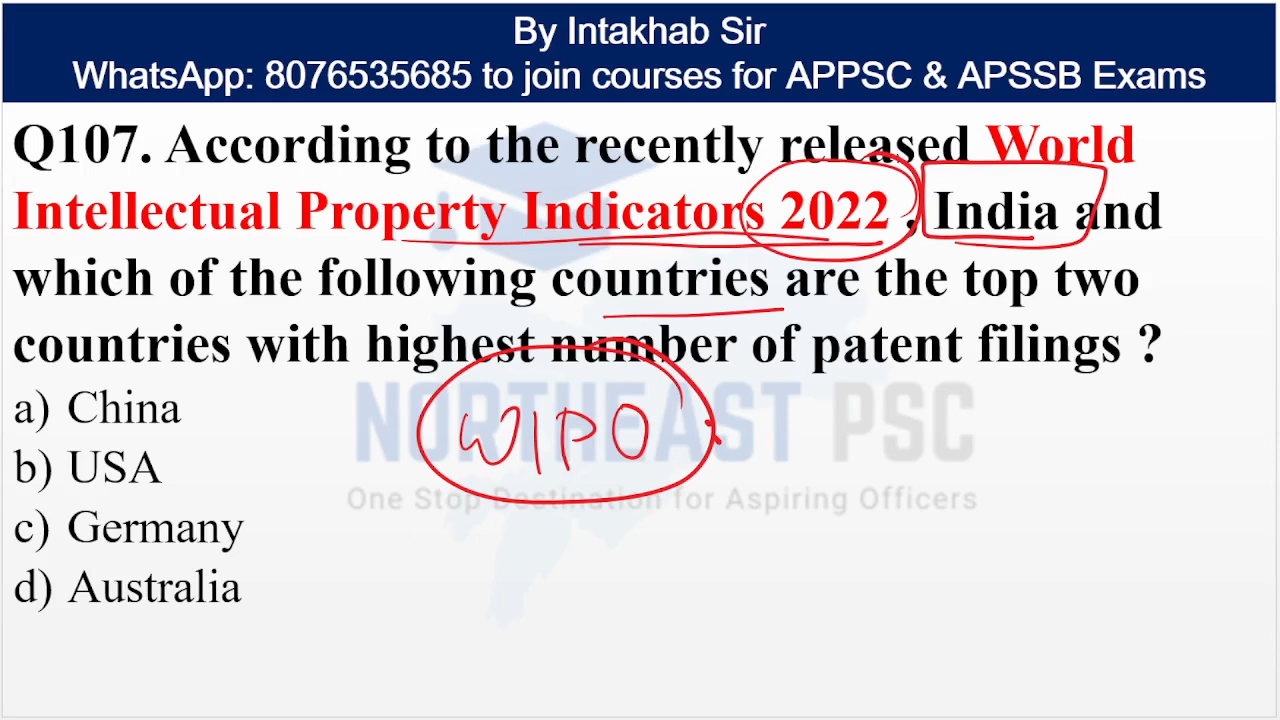 By Intakhab Sir
WhatsApp: 8076535685 to join courses for APPSC & APSSB Exams
Q107. According to the recently released World
Intellectual Property Indicators 2022 , India and
which of the following countries are the top two
countries with highest number of patent filings ?
a) China
WIPO
NORTHEAST PSC
b) USA
One Stop Destination for Aspiring Officers
c) Germany
d) Australia